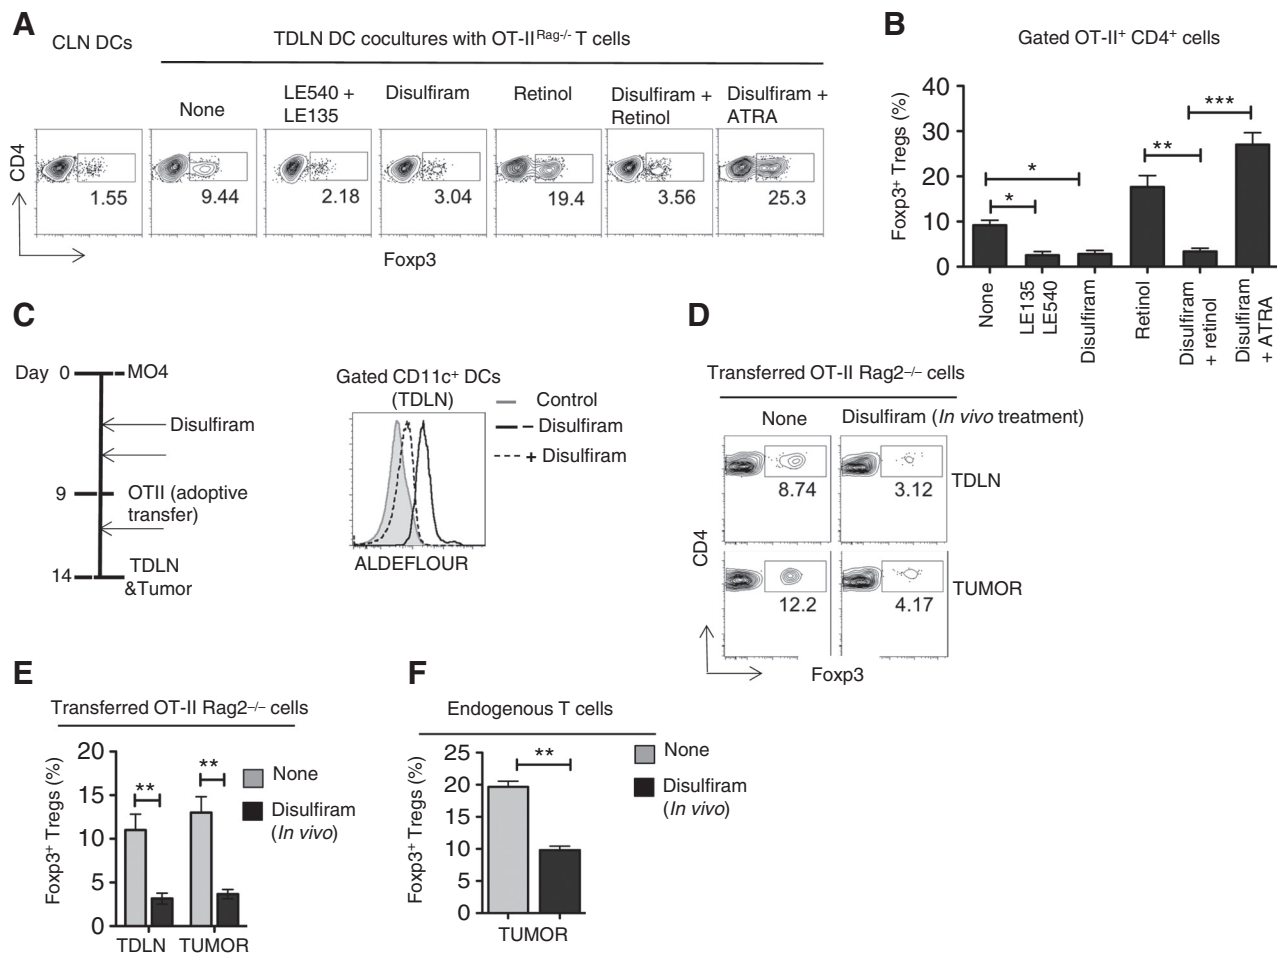 A
CLN DCs
TDLN DC cocultures with OT-II Rag-/- T cells
None
LE540 +
LE135
Disulfiram
Retinol
Disulfiram +
Retinol
Disulfiram +
ATRA
CD4
1.55
9.44
2.18
3.04
19.4
3.56
25.3
Foxp3
B
Gated OT-II+ CD4+ cells
Foxp3+ Tregs (%)
40
30
20
10
0
*
*
**
***
None
LE135
LE540
Disulfiram
Retinol
Disulfiram
+ retinol
Disulfiram
+ ATRA
C
Day 0
MO4
Disulfiram
9
OTII (adoptive
transfer)
14
TDLN
&Tumor
Gated CD11c+ DCs
(TDLN)
Control
– Disulfiram
+ Disulfiram
ALDEFLOUR
D
Transferred OT-II Rag2–/– cells
None
Disulfiram (In vivo treatment)
8.74
3.12
TDLN
CD4
12.2
4.17
TUMOR
Foxp3
E
Transferred OT-II Rag2–/– cells
Foxp3+ Tregs (%)
20
15
10
5
0
**
**
None
Disulfiram
(In vivo)
TDLN
TUMOR
F
Endogenous T cells
Foxp3+ Tregs (%)
25
20
15
10
5
0
**
None
Disulfiram
(In vivo)
TUMOR